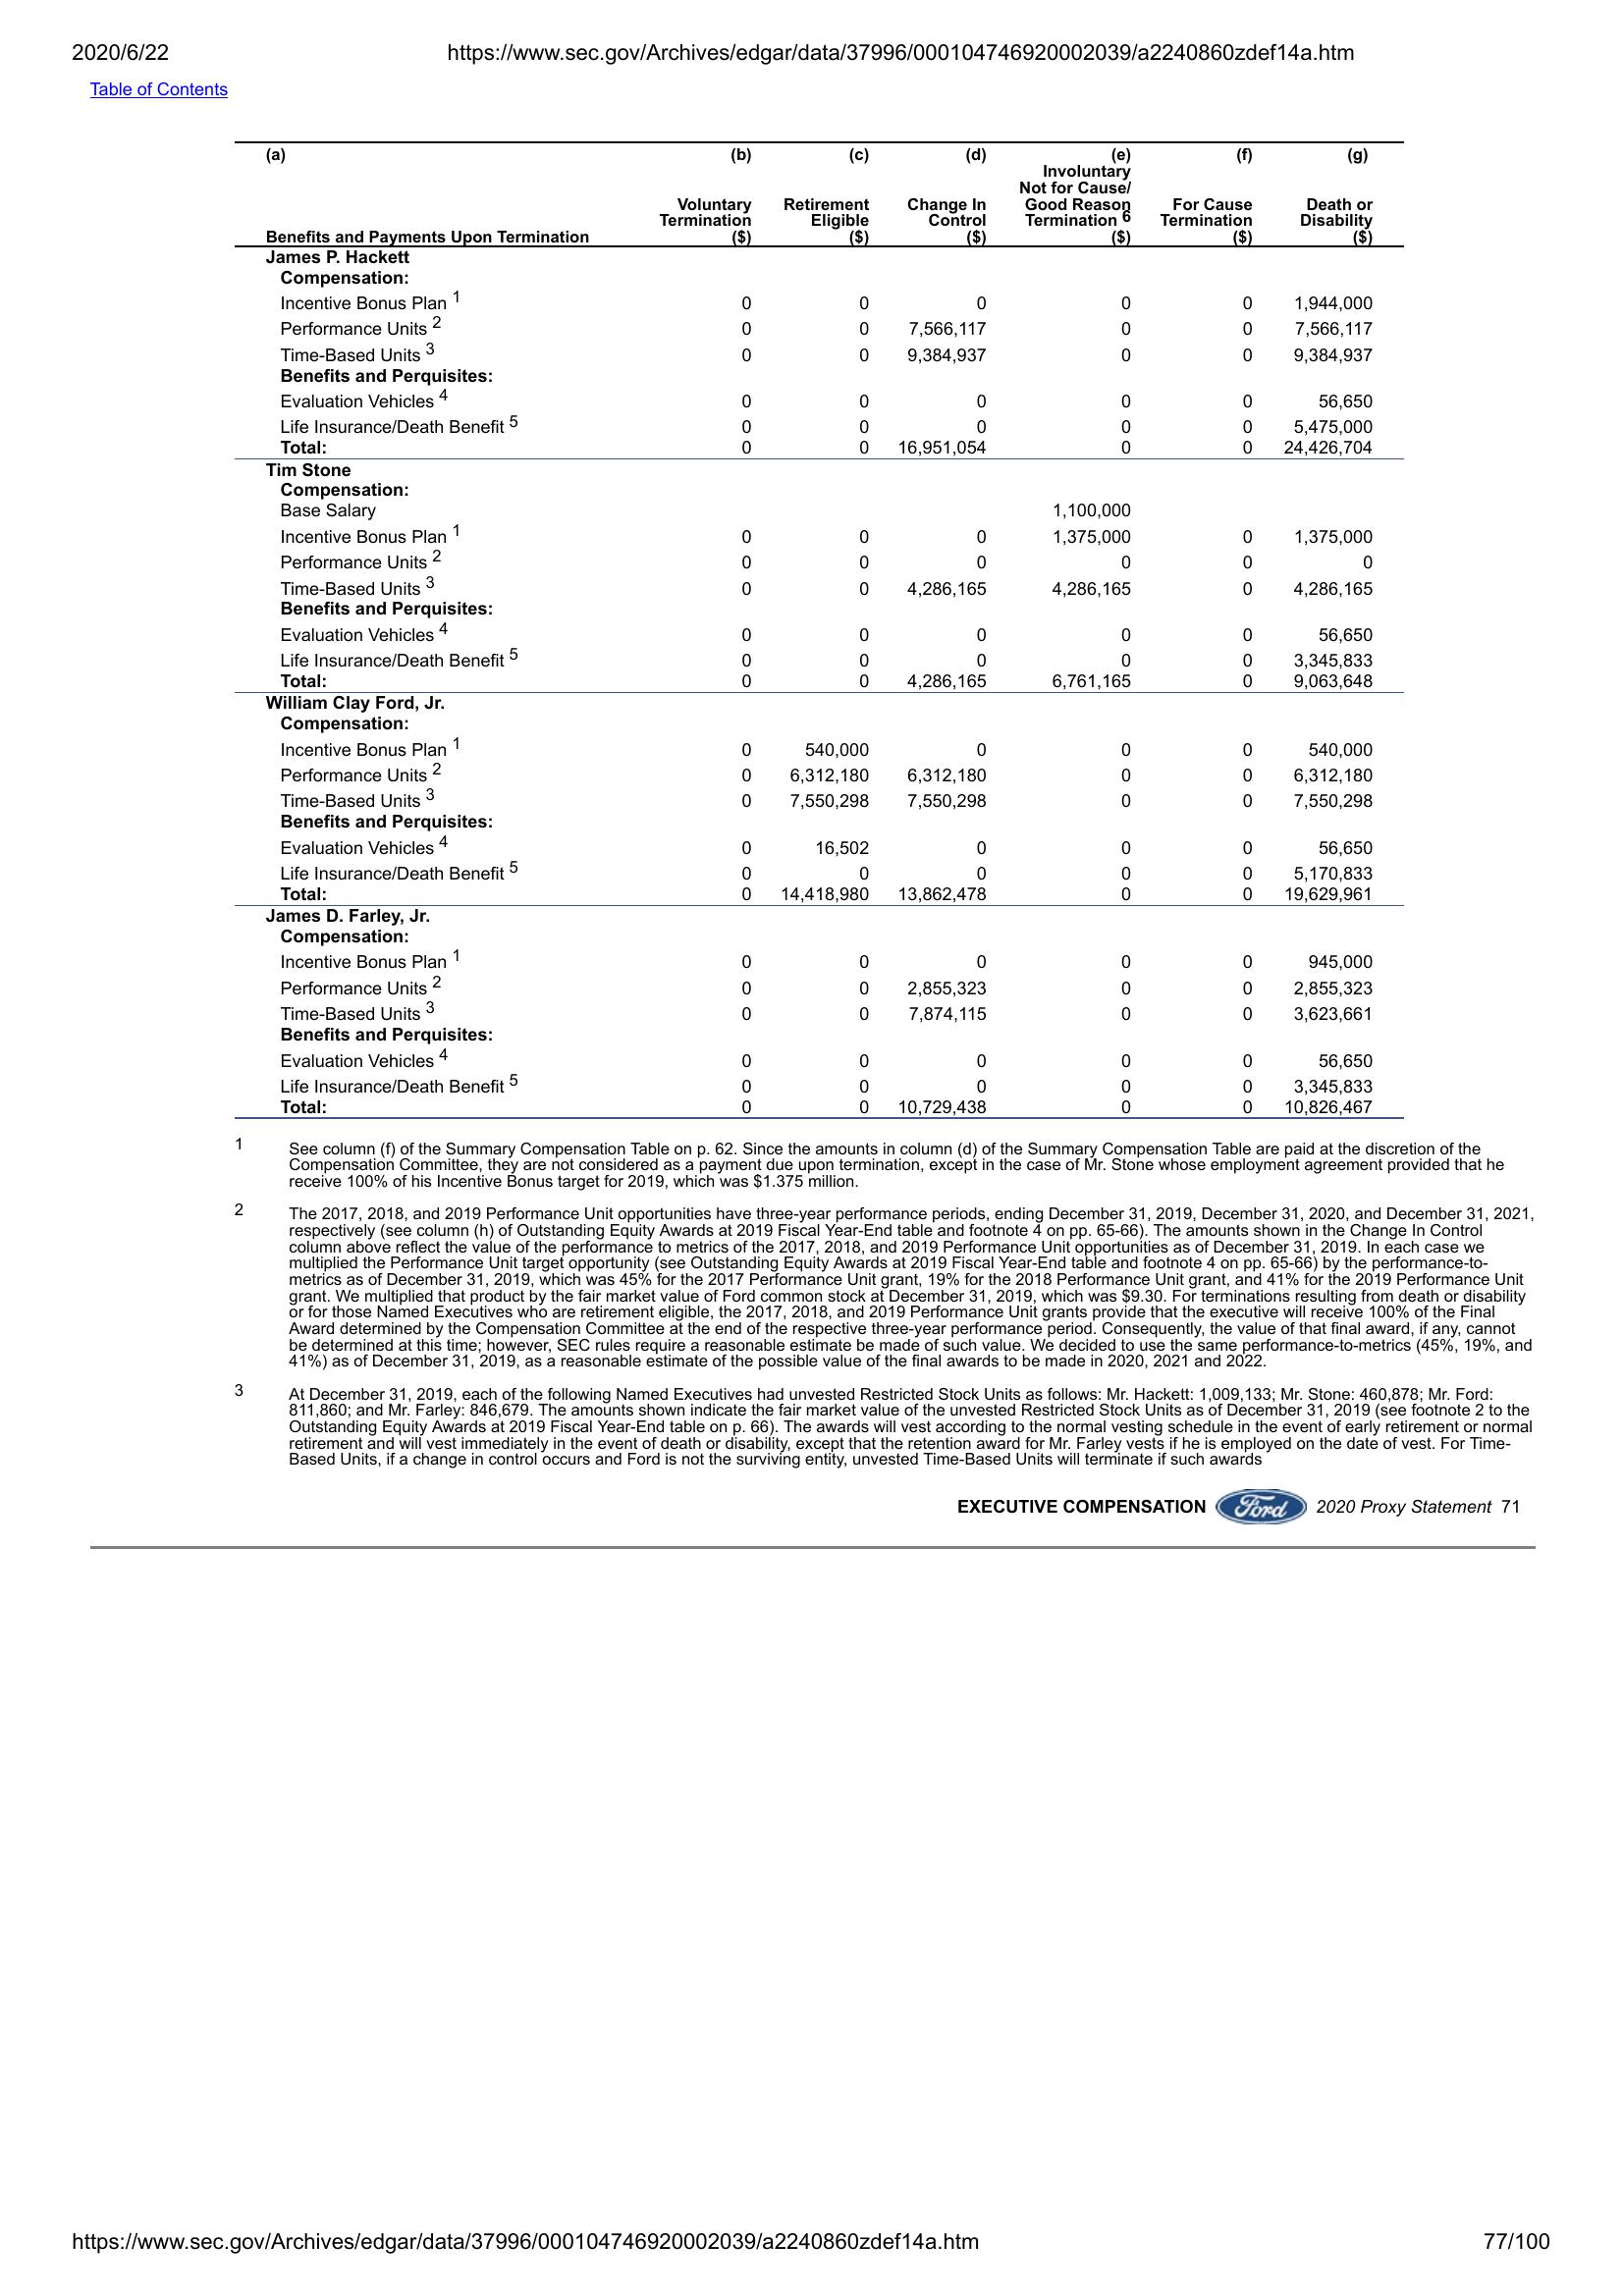 2020/6/22 https://www.sec.gov/Archives/edgar/data/37996/000104746920002039/a2240860zdef14a.htm
Table of Contents
(a) (b) (c) (d) (e) (f) (g)
Benefits and Payments Upon Termination Voluntary Termination ($) Retirement Eligible ($) Change In Control ($) Involuntary Not for Cause/ Good Reason Termination 6 ($) For Cause Termination ($) Death or Disability ($)
James P. Hackett
Compensation:
Incentive Bonus Plan 1 0 0 0 0 0 1,944,000
Performance Units 2 0 0 7,566,117 0 0 7,566,117
Time-Based Units 3 0 0 9,384,937 0 0 9,384,937
Benefits and Perquisites:
Evaluation Vehicles 4 0 0 0 0 0 56,650
Life Insurance/Death Benefit 5 0 0 0 0 0 5,475,000
Total: 0 0 16,951,054 0 0 24,426,704
Tim Stone
Compensation:
Base Salary 1,100,000
Incentive Bonus Plan 1 0 0 0 1,375,000 0 1,375,000
Performance Units 2 0 0 0 0 0 0
Time-Based Units 3 0 0 4,286,165 4,286,165 0 4,286,165
Benefits and Perquisites:
Evaluation Vehicles 4 0 0 0 0 0 56,650
Life Insurance/Death Benefit 5 0 0 0 0 0 3,345,833
Total: 0 0 4,286,165 6,761,165 0 9,063,648
William Clay Ford, Jr.
Compensation:
Incentive Bonus Plan 1 0 540,000 0 0 0 540,000
Performance Units 2 0 6,312,180 6,312,180 0 0 6,312,180
Time-Based Units 3 0 7,550,298 7,550,298 0 0 7,550,298
Benefits and Perquisites:
Evaluation Vehicles 4 0 16,502 0 0 0 56,650
Life Insurance/Death Benefit 5 0 0 0 0 0 5,170,833
Total: 0 14,418,980 13,862,478 0 0 19,629,961
James D. Farley, Jr.
Compensation:
Incentive Bonus Plan 1 0 0 0 0 0 945,000
Performance Units 2 0 0 2,855,323 0 0 2,855,323
Time-Based Units 3 0 0 7,874,115 0 0 3,623,661
Benefits and Perquisites:
Evaluation Vehicles 4 0 0 0 0 0 56,650
Life Insurance/Death Benefit 5 0 0 0 0 0 3,345,833
Total: 0 0 10,729,438 0 0 10,826,467
1 See column (f) of the Summary Compensation Table on p. 62. Since the amounts in column (d) of the Summary Compensation Table are paid at the discretion of the
Compensation Committee, they are not considered as a payment due upon termination, except in the case of Mr. Stone whose employment agreement provided that he
receive 100% of his Incentive Bonus target for 2019, which was $1.375 million.
2 The 2017, 2018, and 2019 Performance Unit opportunities have three-year performance periods, ending December 31, 2019, December 31, 2020, and December 31, 2021,
respectively (see column (h) of Outstanding Equity Awards at 2019 Fiscal Year-End table and footnote 4 on pp. 65-66). The amounts shown in the Change In Control
column above reflect the value of the performance to metrics of the 2017, 2018, and 2019 Performance Unit opportunities as of December 31, 2019. In each case we
multiplied the Performance Unit target opportunity (see Outstanding Equity Awards at 2019 Fiscal Year-End table and footnote 4 on pp. 65-66) by the performance-to-
metrics as of December 31, 2019, which was 45% for the 2017 Performance Unit grant, 19% for the 2018 Performance Unit grant, and 41% for the 2019 Performance Unit
grant. We multiplied that product by the fair market value of Ford common stock at December 31, 2019, which was $9.30. For terminations resulting from death or disability
or for those Named Executives who are retirement eligible, the 2017, 2018, and 2019 Performance Unit grants provide that the executive will receive 100% of the Final
Award determined by the Compensation Committee at the end of the respective three-year performance period. Consequently, the value of that final award, if any, cannot
be determined at this time; however, SEC rules require a reasonable estimate be made of such value. We decided to use the same performance-to-metrics (45%, 19%, and
41%) as of December 31, 2019, as a reasonable estimate of the possible value of the final awards to be made in 2020, 2021 and 2022.
3 At December 31, 2019, each of the following Named Executives had unvested Restricted Stock Units as follows: Mr. Hackett: 1,009,133; Mr. Stone: 460,878; Mr. Ford:
811,860; and Mr. Farley: 846,679. The amounts shown indicate the fair market value of the unvested Restricted Stock Units as of December 31, 2019 (see footnote 2 to the
Outstanding Equity Awards at 2019 Fiscal Year-End table on p. 66). The awards will vest according to the normal vesting schedule in the event of early retirement or normal
retirement and will vest immediately in the event of death or disability, except that the retention award for Mr. Farley vests if he is employed on the date of vest. For Time-
Based Units, if a change in control occurs and Ford is not the surviving entity, unvested Time-Based Units will terminate if such awards
EXECUTIVE COMPENSATION Ford 2020 Proxy Statement 71
https://www.sec.gov/Archives/edgar/data/37996/000104746920002039/a2240860zdef14a.htm 77/100